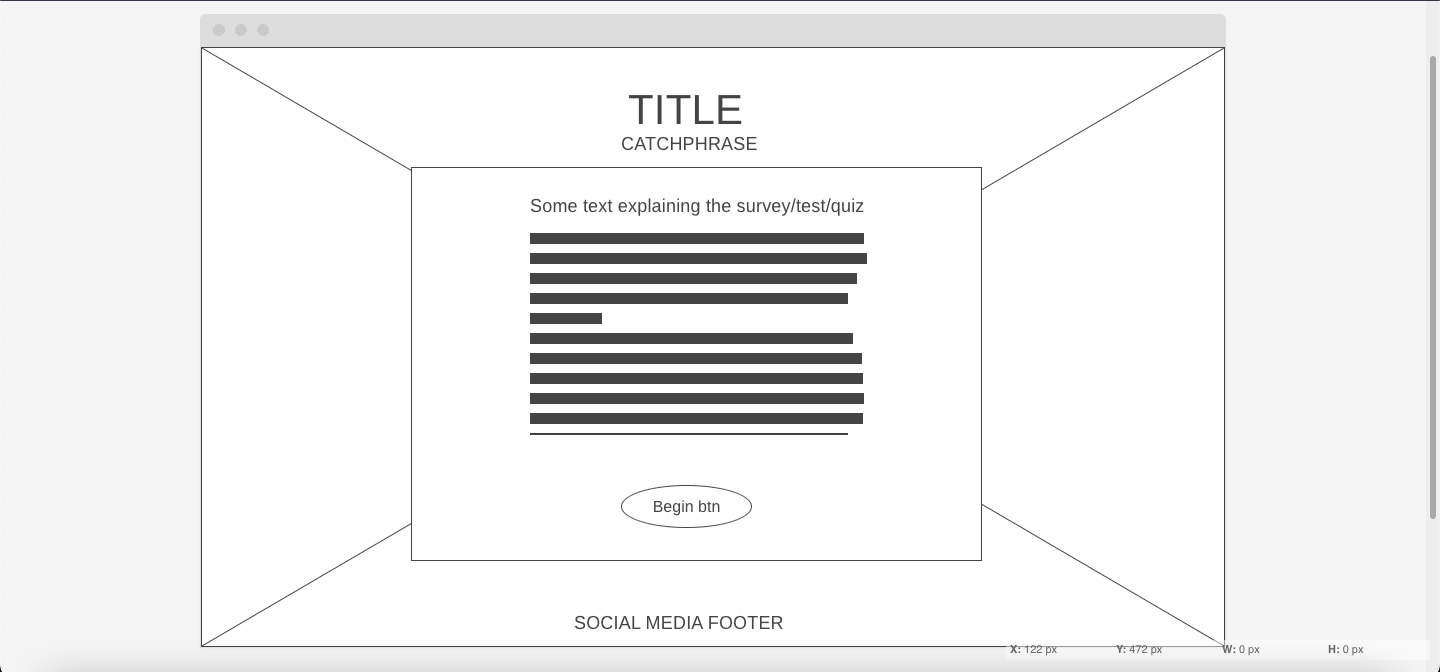 TITLE
CATCHPHRASE
Some text explaining the survey/test/quiz
Begin btn
SOCIAL MEDIA FOOTER
X: 122 px Y: 472 px W: 0 px H: 0 px